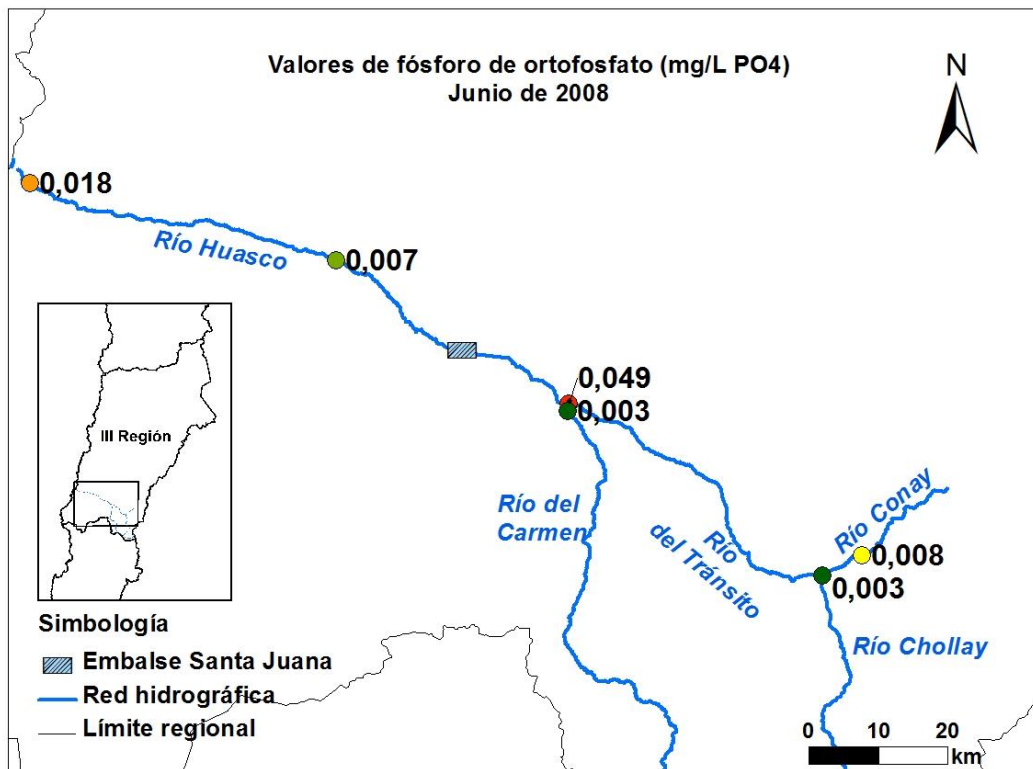 Valores de fósforo de ortofosfato (mg/L PO4)
Junio de 2008
N
0,018
Río Huasco
0,007
0,049
0,003
III Región
Río del
Carmen
Río
del Tránsito
Río Conay
0,008
0,003
Río Chollay
Simbología
Embalse Santa Juana
Red hidrográfica
Límite regional
0 10 20
km